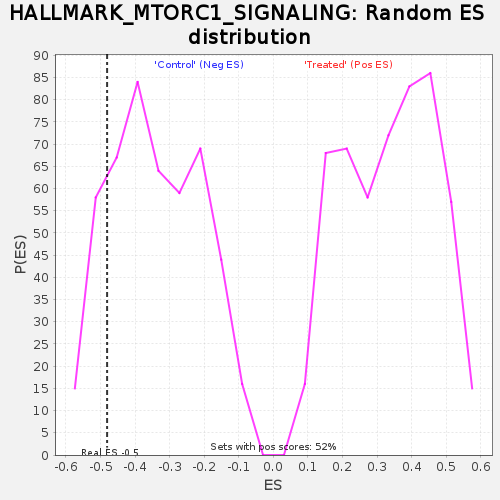 HALLMARK_MTORC1_SIGNALING: Random ES
distribution
'Control' (Neg ES)
'Treated' (Pos ES)
90
85
80
75
70
65
60
55
50
45
40
35
30
25
20
15
10
5
0
P(ES)
Sets with pos scores: 52%
Real ES -0.5
-0.6 -0.5 -0.4 -0.3 -0.2 -0.1 0.0 0.1 0.2 0.3 0.4 0.5 0.6
ES